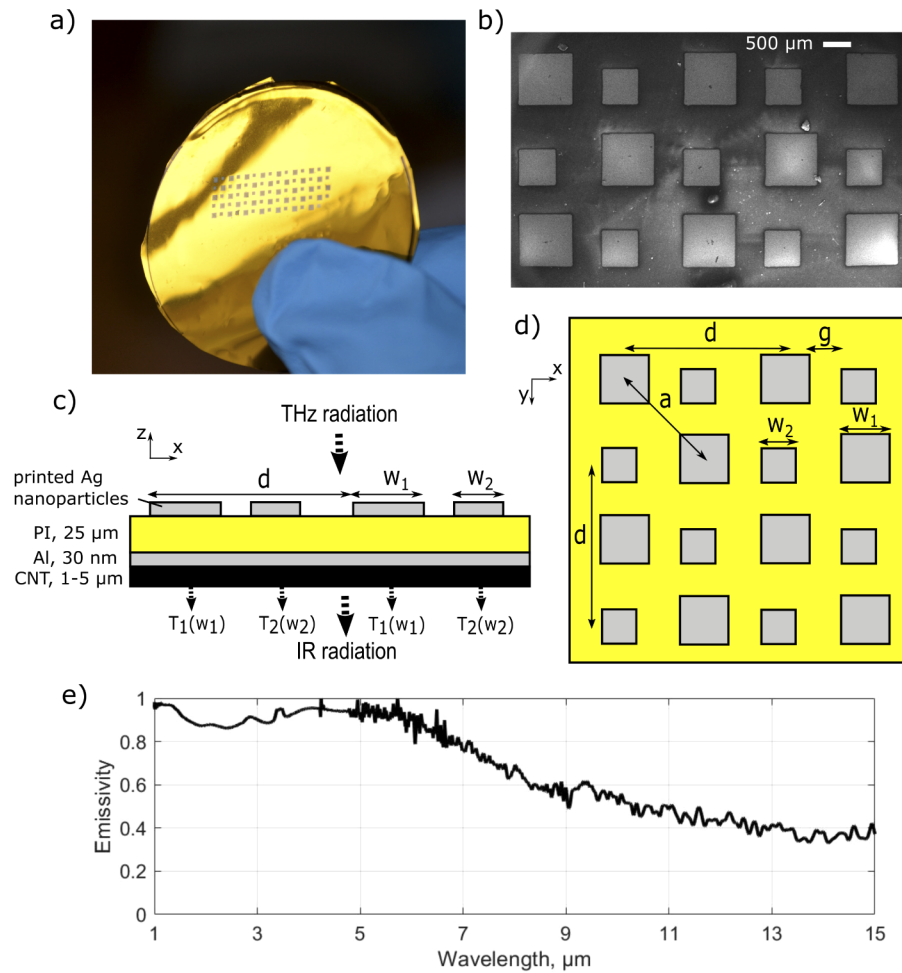 a)
b)
500 µm
c)
THz radiation
z
x
printed Ag
nanoparticles
d
W₁
W₂
PI, 25 µm
Al, 30 nm
CNT, 1-5 µm
T₁(w₁)
T₂(w₂)
T₁(w₁)
T₂(w₂)
IR radiation
d)
x
y
d
g
a
W₂
W₁
d
e)
Emissivity
1
0.8
0.6
0.4
0.2
0
1
3
5
7
9
11
13
15
Wavelength, µm